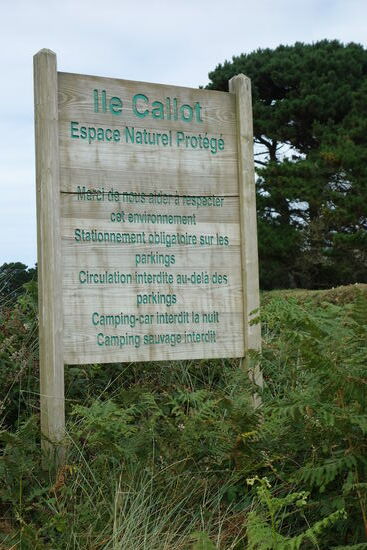 Ile Callot
Espace Naturel Protégé
Merci de nous aider à respecter
cet environnement
Stationnement obligatoire sur les
parkings
Circulation interdite au-delà des
parkings
Camping-car interdit la nuit
Camping sauvage interdit